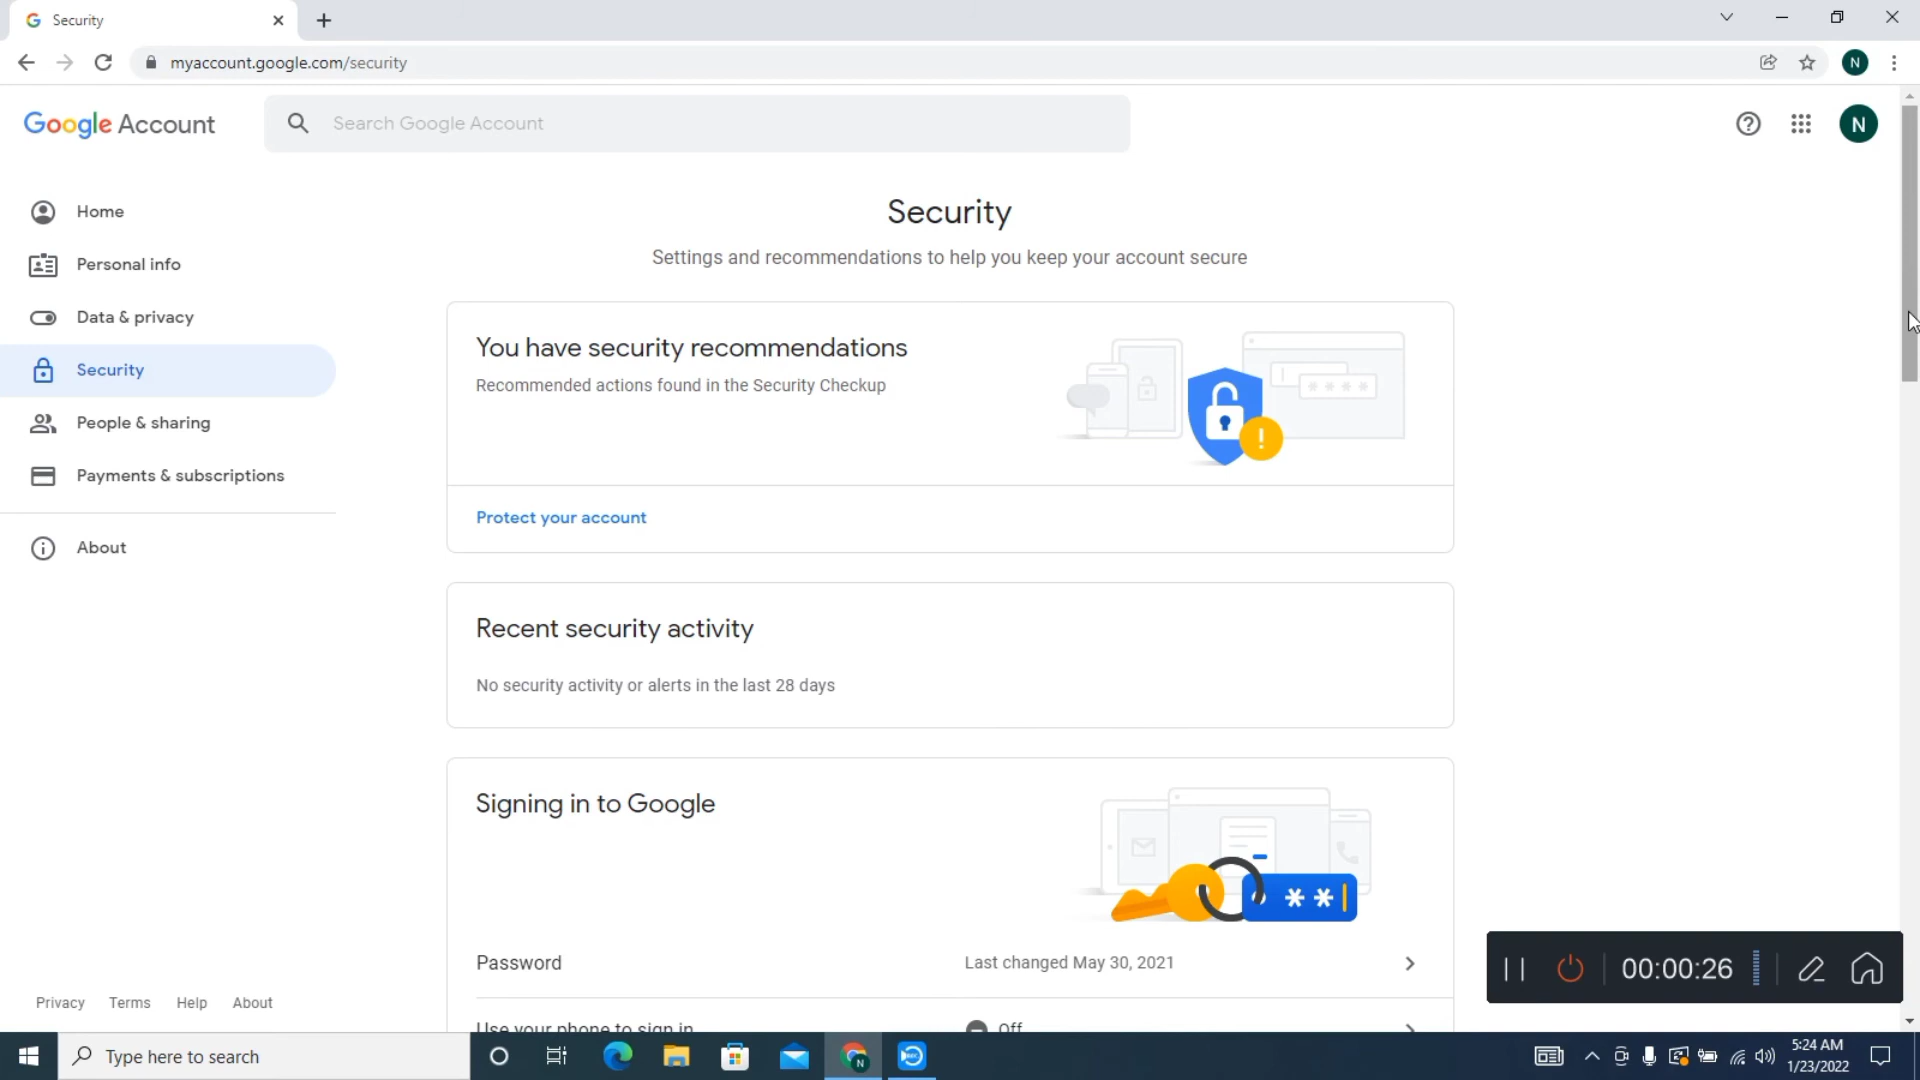 Security
myaccount.google.com/security
N
Google Account
Search Google Account
N
Home
Personal info
Data & privacy
Security
People & sharing
Payments & subscriptions
About
Security
Settings and recommendations to help you keep your account secure
You have security recommendations
Recommended actions found in the Security Checkup
Protect your account
Recent security activity
No security activity or alerts in the last 28 days
Signing in to Google
Password
Last changed May 30, 2021
Use your phone to sign in
Off
00:00:26
Privacy
Terms
Help
About
Type here to search
N
5:24 AM
1/23/2022